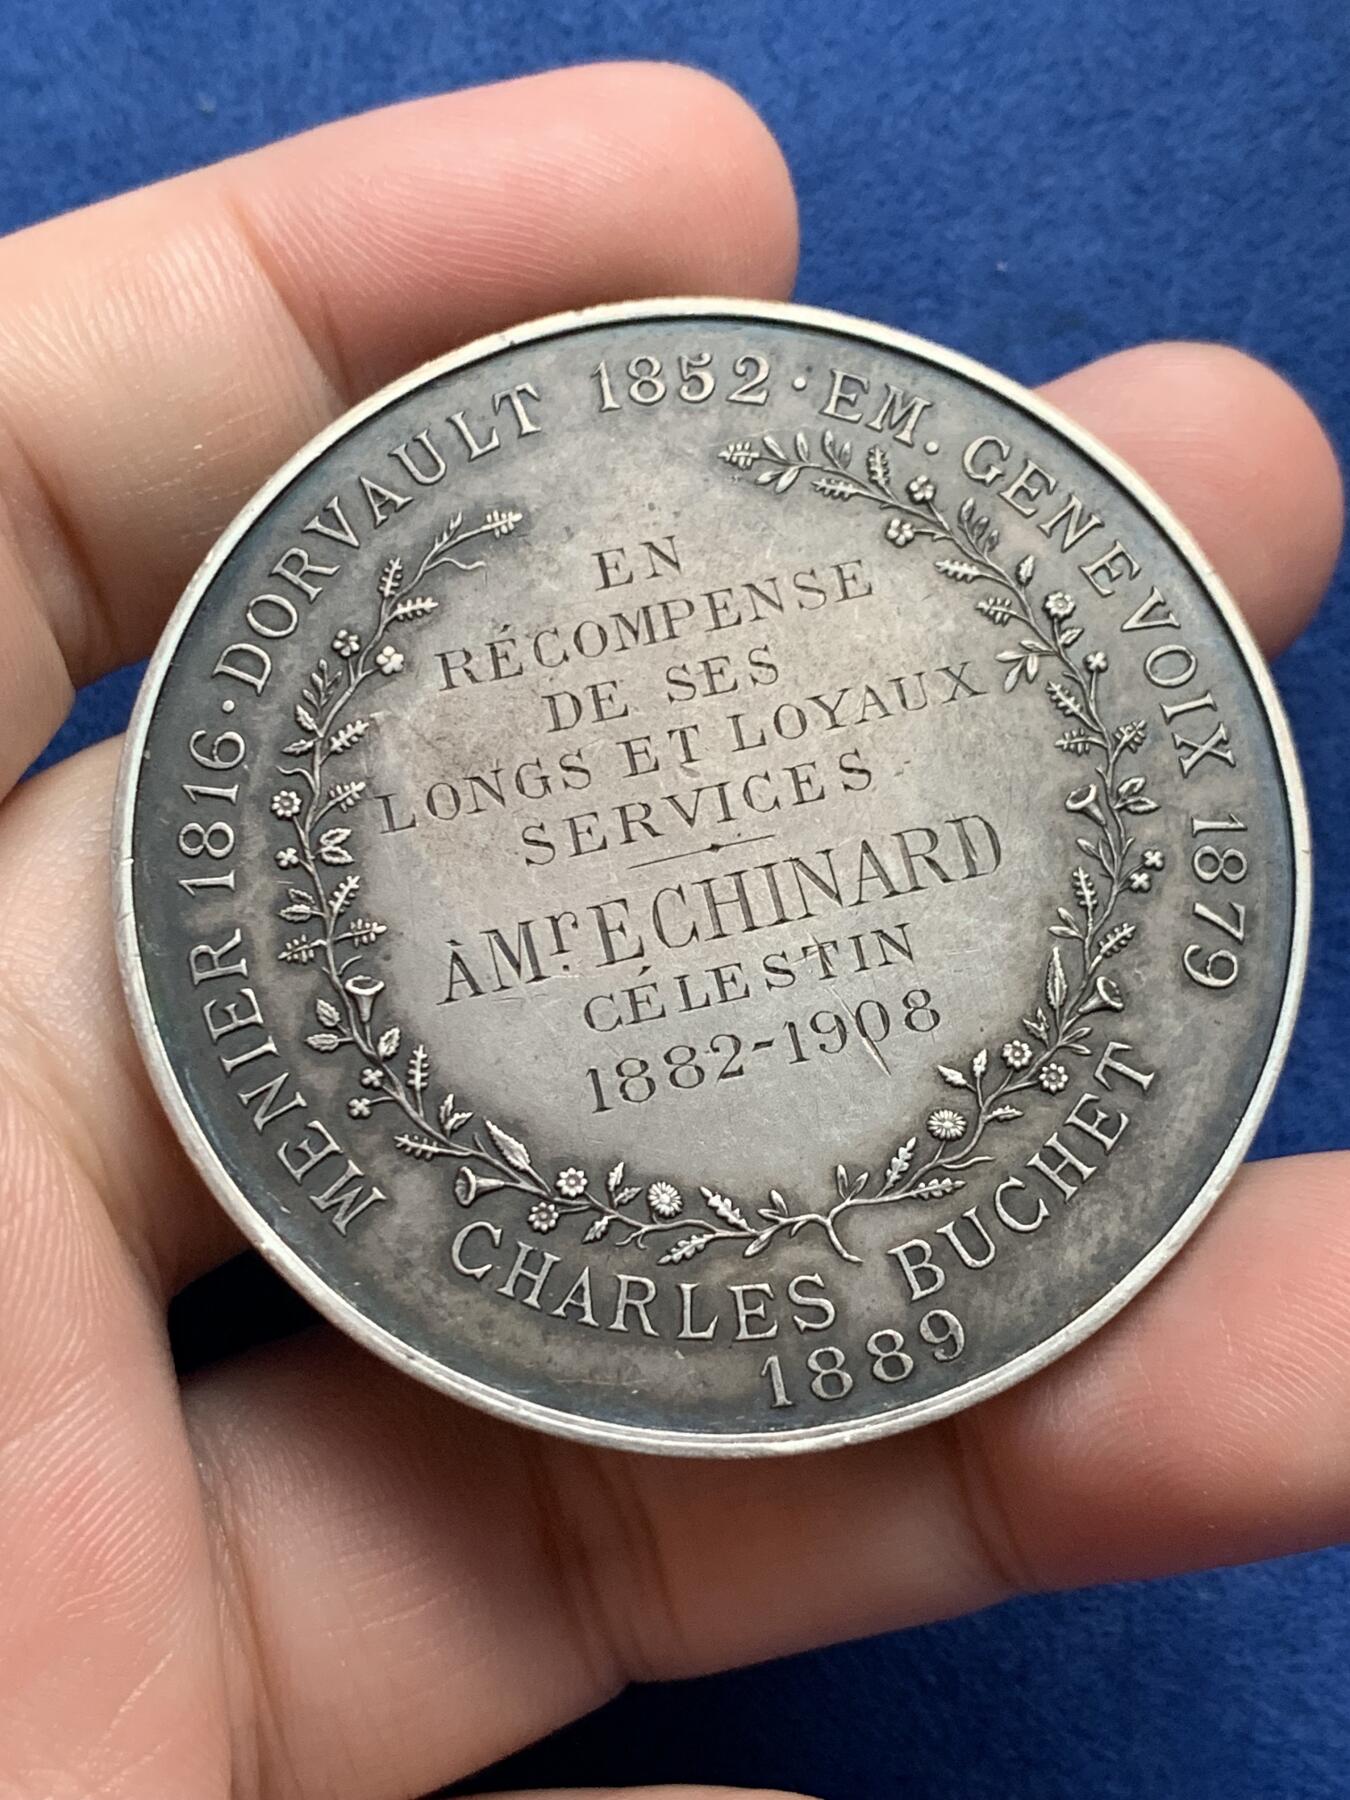 MENIER 1816 · DORVAULT 1852 · EM. GENEVOIX 1879
EN
RÉCOMPENSE
DE SES
LONGS ET LOYAUX
SERVICES
À Mr. ECHINARD
CÉLESTIN
1882-1908
CHARLES BUCHET
1889